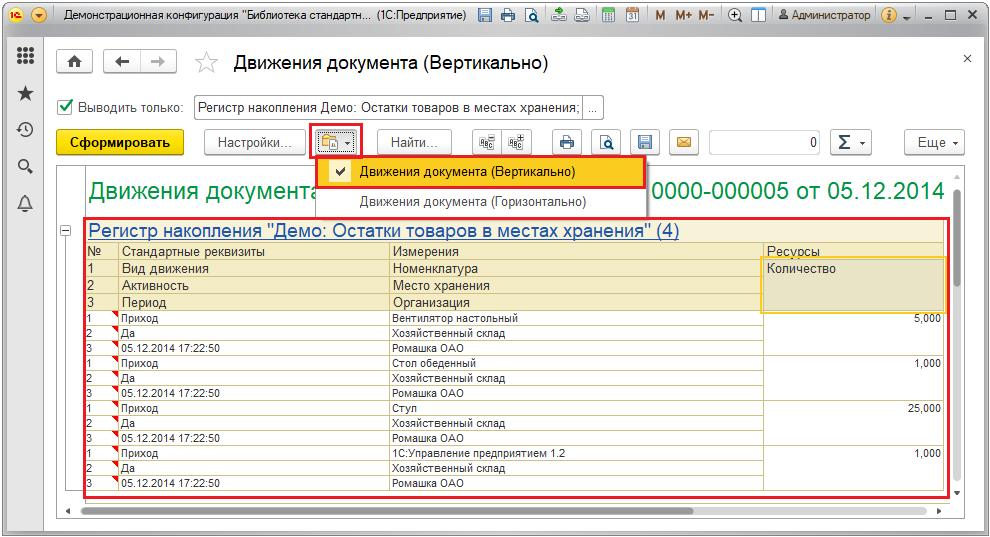 Демонстрационная конфигурация "Библиотека стандартн... (1С:Предприятие)
M M+ M-
Администратор
Движения документа (Вертикально)
Выводить только: Регистр накопления Демо: Остатки товаров в местах хранения; ...
Сформировать Настройки... Найти... 0 Σ Еще
Движения документа (Вертикально)
Движения документа (Горизонтально)
Движения документа 0000-000005 от 05.12.2014
Регистр накопления "Демо: Остатки товаров в местах хранения" (4)
№ Стандартные реквизиты Измерения Ресурсы
1 Вид движения Номенклатура Количество
2 Активность Место хранения
3 Период Организация
1 Приход Вентилятор настольный 5,000
2 Да Хозяйственный склад
3 05.12.2014 17:22:50 Ромашка ОАО
1 Приход Стол обеденный 1,000
2 Да Хозяйственный склад
3 05.12.2014 17:22:50 Ромашка ОАО
1 Приход Стул 25,000
2 Да Хозяйственный склад
3 05.12.2014 17:22:50 Ромашка ОАО
1 Приход 1С:Управление предприятием 1.2 1,000
2 Да Хозяйственный склад
3 05.12.2014 17:22:50 Ромашка ОАО